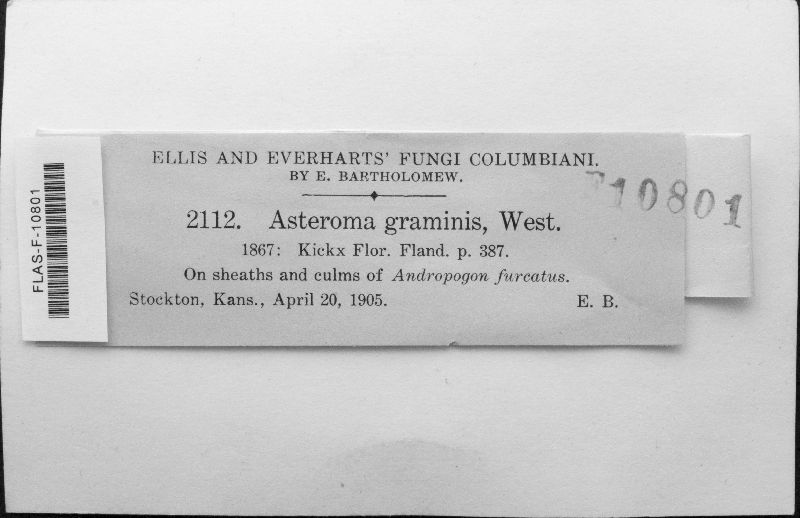 ELLIS AND EVERHARTS' FUNGI COLUMBIANI.
BY E. BARTHOLOMEW.
F10801
2112. Asteroma graminis, West.
1867: Kickx Flor. Fland. p. 387.
On sheaths and culms of Andropogon furcatus.
Stockton, Kans., April 20, 1905. E. B.
FLAS-F-10801